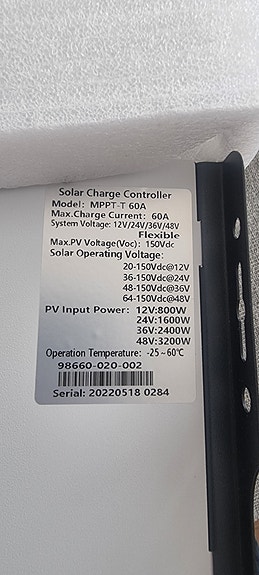 Solar Charge Controller
Model: MPPT-T 60A
Max.Charge Current: 60A
System Voltage: 12V/24V/36V/48V
Flexible
Max.PV Voltage(Voc): 150Vdc
Solar Operating Voltage:
20-150Vdc@12V
36-150Vdc@24V
48-150Vdc@36V
64-150Vdc@48V
PV Input Power: 12V:800W
24V:1600W
36V:2400W
48V:3200W
Operation Temperature: -25~60℃
98660-020-002
Serial: 20220518 0284